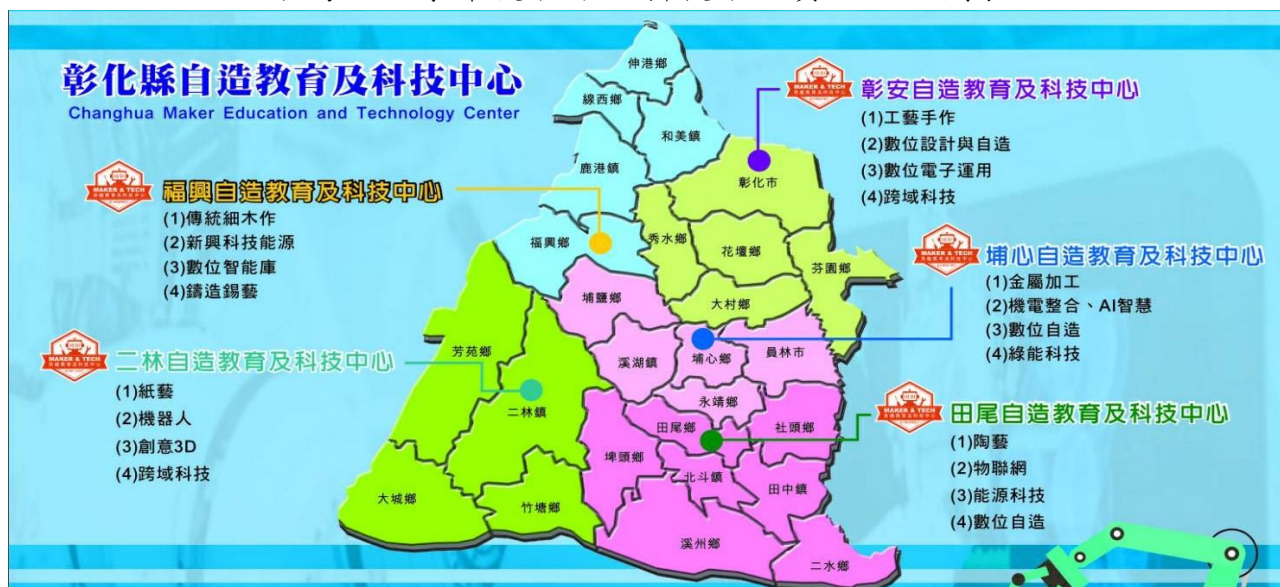 彰化縣自造教育及科技中心
Changhua Maker Education and Technology Center
MAKER & TECH
福興自造教育及科技中心
(1)傳統細木作
(2)新興科技能源
(3)數位智能庫
(4)鑄造錫藝
MAKER & TECH
二林自造教育及科技中心
(1)紙藝
(2)機器人
(3)創意3D
(4)跨域科技
伸港鄉
線西鄉
和美鎮
鹿港鎮
彰化市
福興鄉
秀水鄉
花壇鄉
芬園鄉
埔鹽鄉
大村鄉
芳苑鄉
溪湖鎮
埔心鄉
員林市
二林鎮
永靖鄉
田尾鄉
社頭鄉
埤頭鄉
北斗鎮
田中鎮
大城鄉
竹塘鄉
溪州鄉
二水鄉
MAKER & TECH
彰安自造教育及科技中心
(1)工藝手作
(2)數位設計與自造
(3)數位電子運用
(4)跨域科技
MAKER & TECH
埔心自造教育及科技中心
(1)金屬加工
(2)機電整合、AI智慧
(3)數位自造
(4)綠能科技
MAKER & TECH
田尾自造教育及科技中心
(1)陶藝
(2)物聯網
(3)能源科技
(4)數位自造